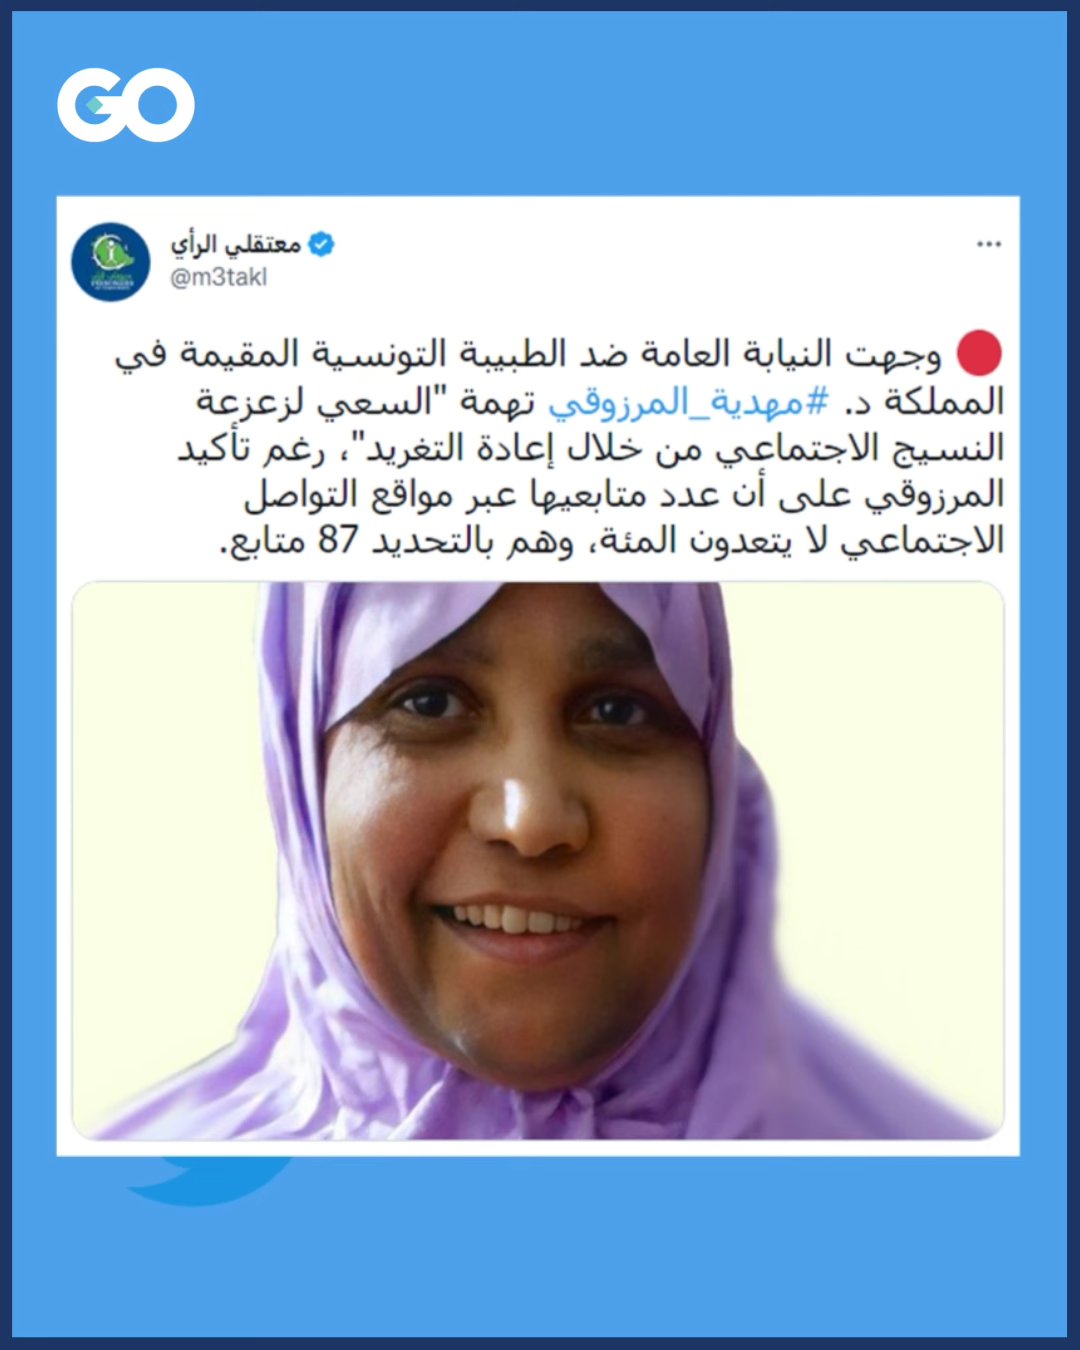 GO
معتقلي الرأي
@m3takl
وجهت النيابة العامة ضد الطبيبة التونسية المقيمة في
المملكة د. #مهدية_المرزوقي تهمة "السعي لزعزعة
النسيج الاجتماعي من خلال إعادة التغريد"، رغم تأكيد
المرزوقي على أن عدد متابعيها عبر مواقع التواصل
الاجتماعي لا يتعدون المئة، وهم بالتحديد 87 متابع.